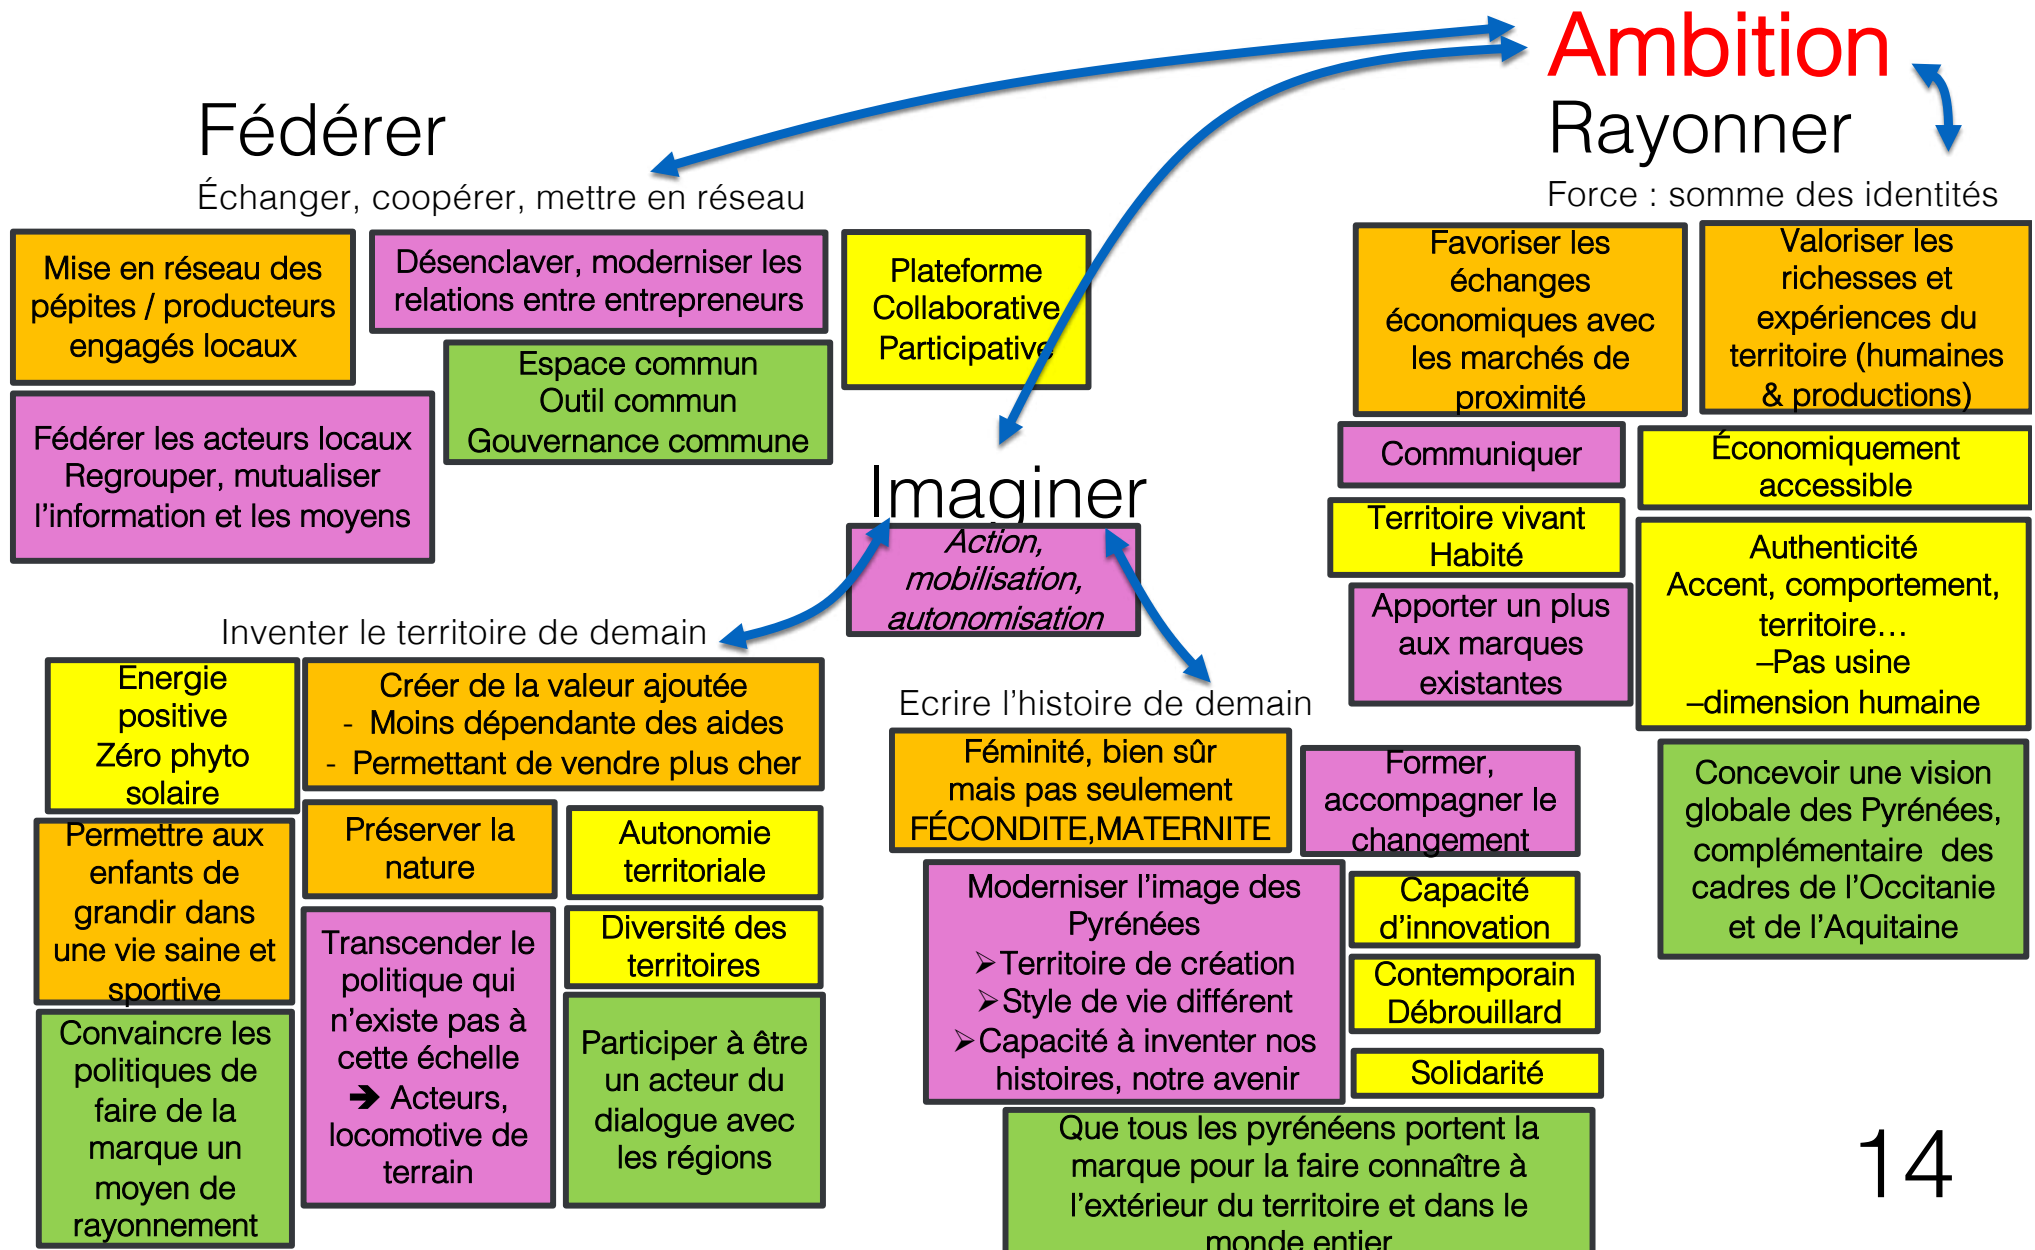 Ambition
Fédérer
Échanger, coopérer, mettre en réseau
Mise en réseau des
pépites / producteurs
engagés locaux
Désenclaver, moderniser les
relations entre entrepreneurs
Plateforme
Collaborative
Participative
Espace commun
Outil commun
Gouvernance commune
Fédérer les acteurs locaux
Regrouper, mutualiser
l’information et les moyens
Rayonner
Force : somme des identités
Favoriser les
échanges
économiques avec
les marchés de
proximité
Valoriser les
richesses et
expériences du
territoire (humaines
& productions)
Communiquer
Économiquement
accessible
Territoire vivant
Habité
Authenticité
Accent, comportement,
territoire…
–Pas usine
–dimension humaine
Apporter un plus
aux marques
existantes
Concevoir une vision
globale des Pyrénées,
complémentaire des
cadres de l’Occitanie
et de l’Aquitaine
Imaginer
Action,
mobilisation,
autonomisation
Inventer le territoire de demain
Energie
positive
Zéro phyto
solaire
Créer de la valeur ajoutée
- Moins dépendante des aides
- Permettant de vendre plus cher
Permettre aux
enfants de
grandir dans
une vie saine et
sportive
Préserver la
nature
Autonomie
territoriale
Diversité des
territoires
Transcender le
politique qui
n’existe pas à
cette échelle
➔ Acteurs,
locomotive de
terrain
Convaincre les
politiques de
faire de la
marque un
moyen de
rayonnement
Participer à être
un acteur du
dialogue avec
les régions
Ecrire l’histoire de demain
Féminité, bien sûr
mais pas seulement
FÉCONDITE,MATERNITE
Former,
accompagner le
changement
Moderniser l’image des
Pyrénées
➢Territoire de création
➢Style de vie différent
➢Capacité à inventer nos
histoires, notre avenir
Capacité
d’innovation
Contemporain
Débrouillard
Solidarité
Que tous les pyrénéens portent la
marque pour la faire connaître à
l’extérieur du territoire et dans le
monde entier
14